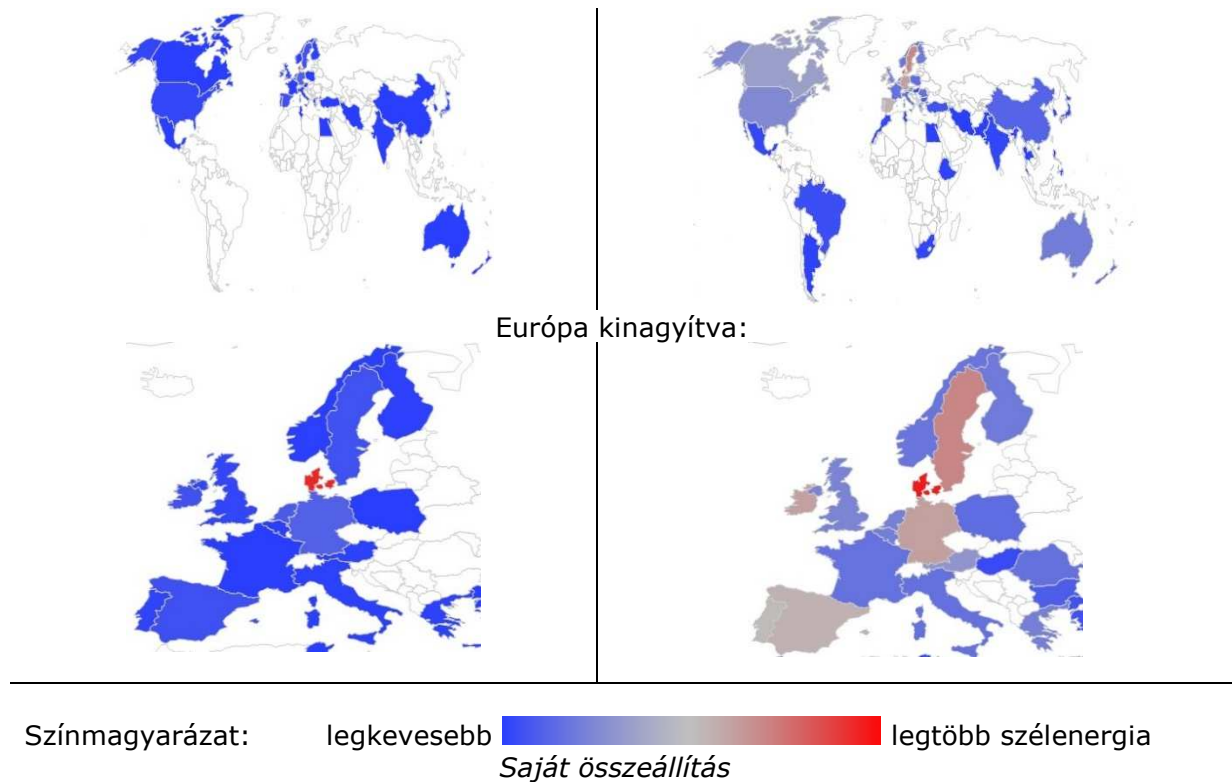 Európa kinagyítva:
Színmagyarázat: legkevesebb legtöbb szélenergia
Saját összeállítás